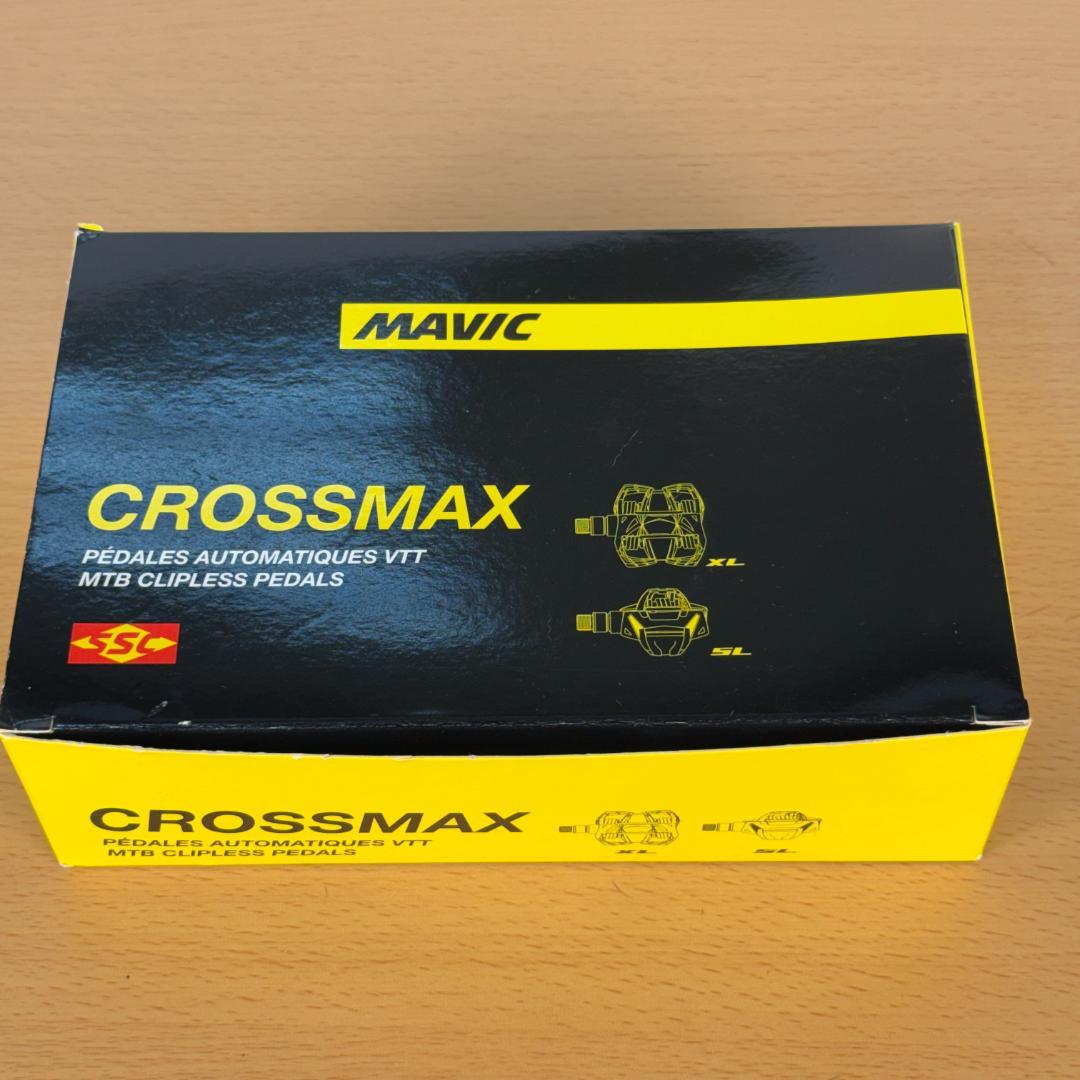 MAVIC
CROSSMAX
PÉDALES AUTOMATIQUES VTT
MTB CLIPLESS PEDALS
XL
SL
SSC
CROSSMAX
PÉDALES AUTOMATIQUES VTT
MTB CLIPLESS PEDALS
XL
SL